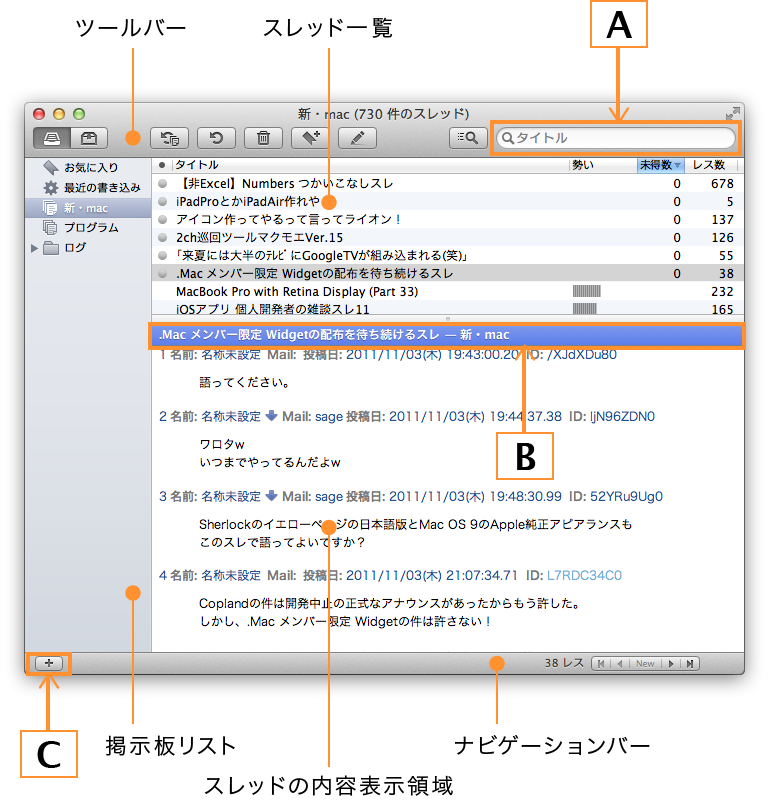 ツールバー
スレッド一覧
A
新・mac (730 件のスレッド)
タイトル
お気に入り
最近の書き込み
新・mac
プログラム
ログ
タイトル 勢い 未得数 レス数
【非Excel】Numbers つかいこなしスレ 0 678
iPadProとかiPadAir作れや 0 5
アイコン作ってやるって言ってライオン！ 0 137
2ch巡回ツールマクモエVer.15 0 126
「来夏には大半のﾃﾚﾋﾞにGoogleTVが組み込まれる(笑)」 0 55
.Mac メンバー限定 Widgetの配布を待ち続けるスレ 0 38
MacBook Pro with Retina Display (Part 33) 232
iOSアプリ 個人開発者の雑談スレ11 165
.Mac メンバー限定 Widgetの配布を待ち続けるスレ — 新・mac
1 名前: 名称未設定 Mail: 投稿日: 2011/11/03(木) 19:43:00.20 ID: /XJdXDu80
語ってください。
2 名前: 名称未設定 Mail: sage 投稿日: 2011/11/03(木) 19:44:37.38 ID: ljN96ZDN0
B
ワロタw
いつまでやってるんだよw
3 名前: 名称未設定 Mail: sage 投稿日: 2011/11/03(木) 19:48:30.99 ID: 52YRu9Ug0
Sherlockのイエローページの日本語版とMac OS 9のApple純正アピアランスも
このスレで語ってよいですか？
4 名前: 名称未設定 Mail: 投稿日: 2011/11/03(木) 21:07:34.71 ID: L7RDC34C0
Coplandの件は開発中止の正式なアナウンスがあったからもう許した。
しかし、.Mac メンバー限定 Widgetの件は許さない！
38 レス New
C
掲示板リスト
ナビゲーションバー
スレッドの内容表示領域